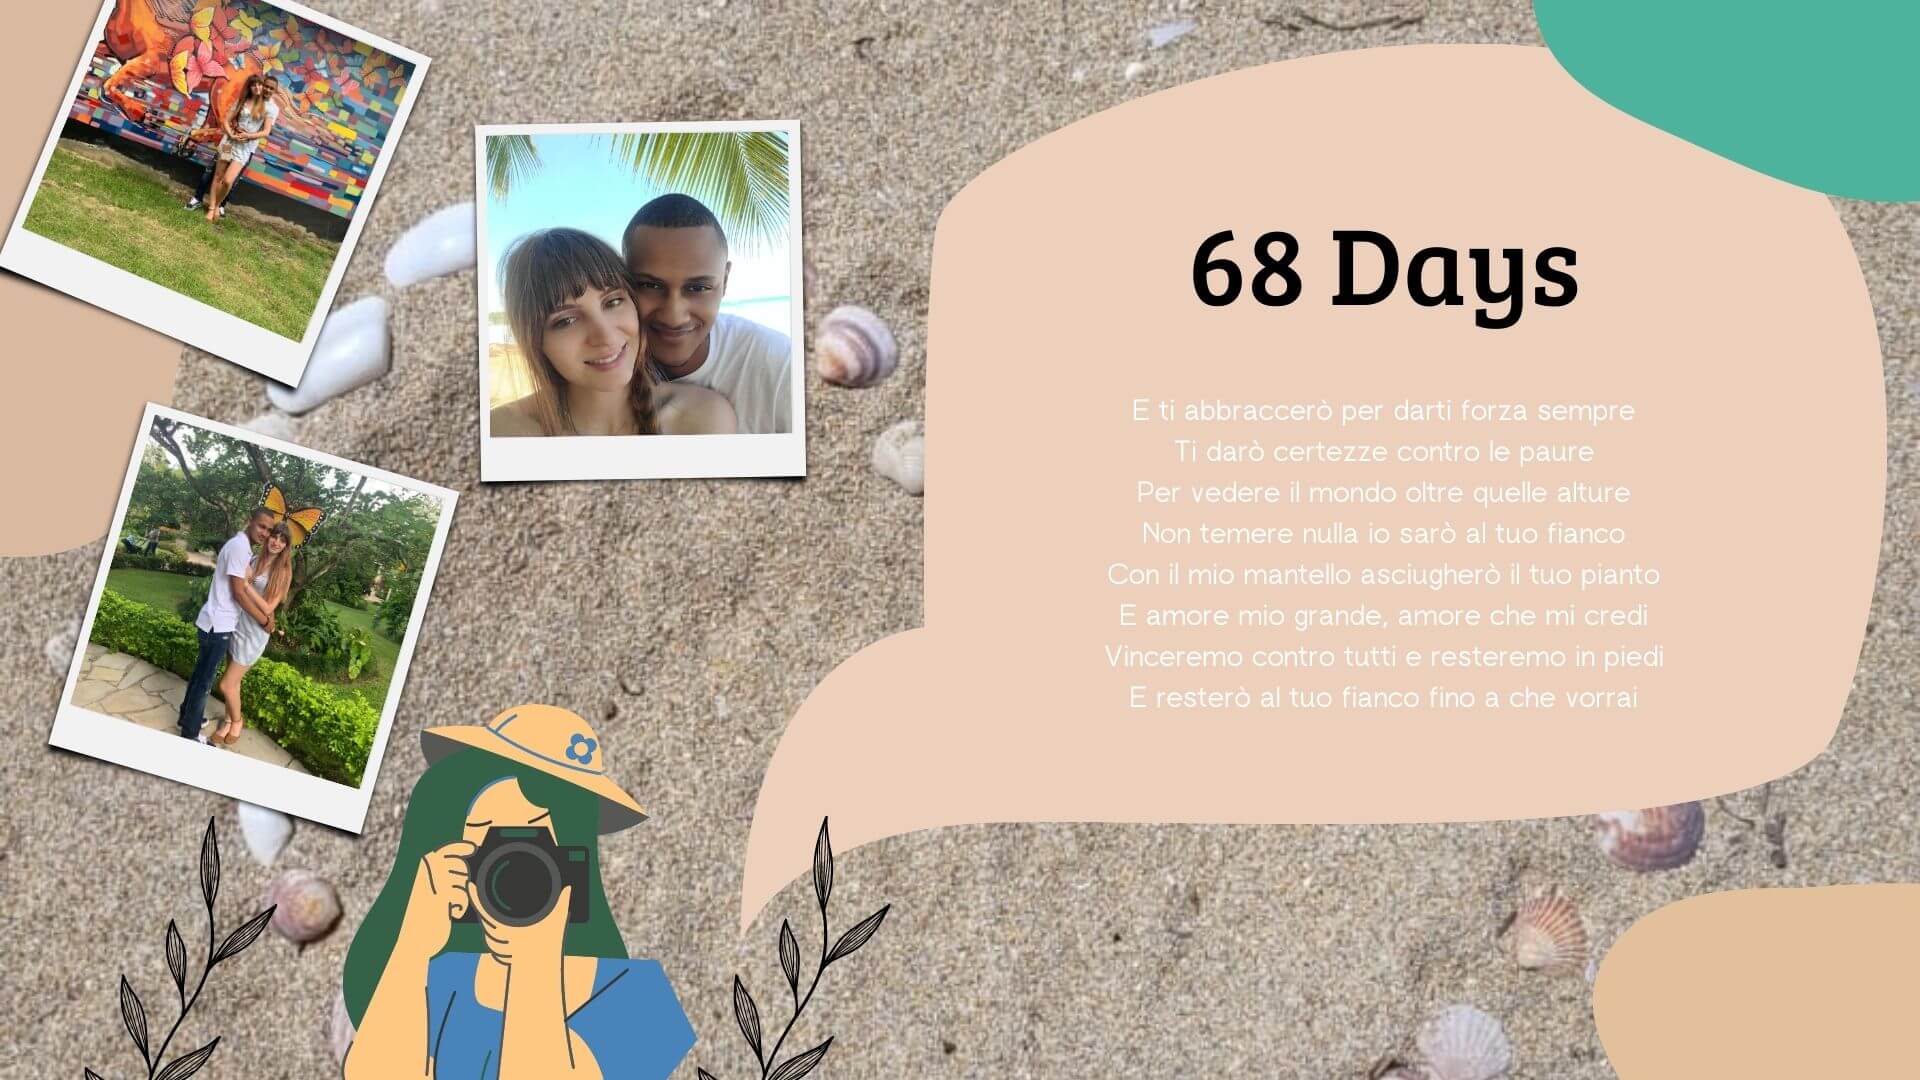 68 Days
E ti abbraccerò per darti forza sempre
Ti darò certezze contro le paure
Per vedere il mondo oltre quelle alture
Non temere nulla io sarò al tuo fianco
Con il mio mantello asciugherò il tuo pianto
E amore mio grande, amore che mi credi
Vinceremo contro tutti e resteremo in piedi
E resterò al tuo fianco fino a che vorrai